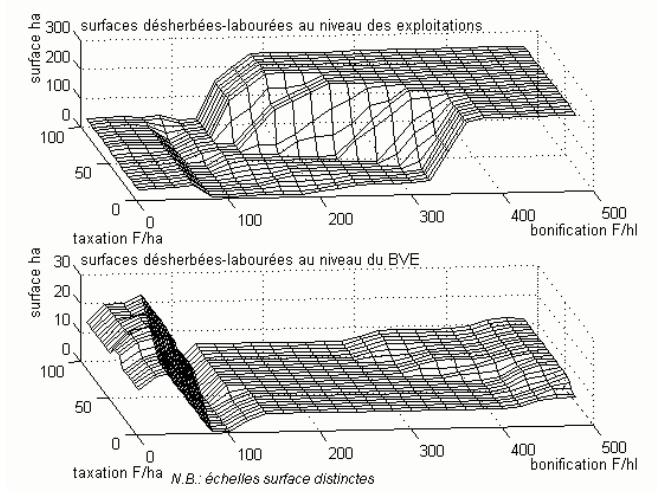 surfaces désherbées-labourées au niveau des exploitations
surface ha
300
200
100
0
100
50
0
taxation F/ha
0
100
200
300
400
500
bonification F/hl
surfaces désherbées-labourées au niveau du BVE
surface ha
30
20
10
0
100
50
0
taxation F/ha
0
100
200
300
400
500
bonification F/hl
N.B.: échelles surface distinctes